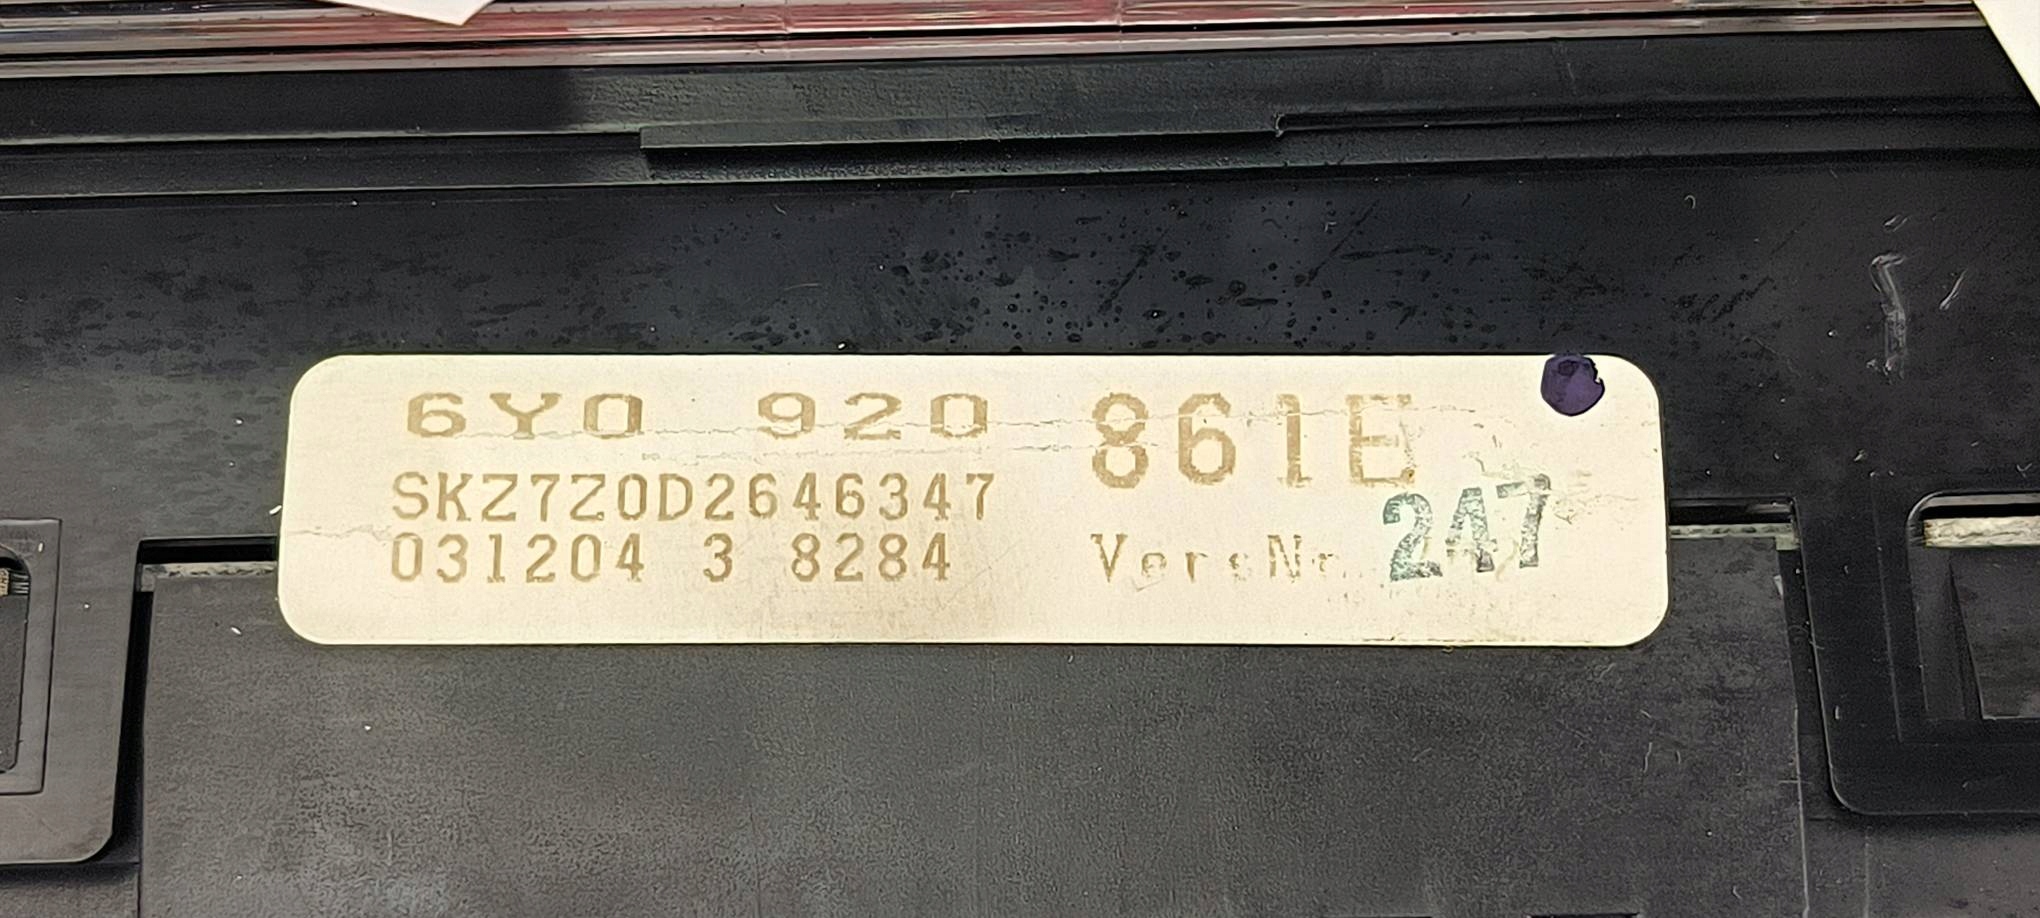 6Y0 920 861E
SKZ7Z0D2646347
031204 3 8284 VersNr. 247